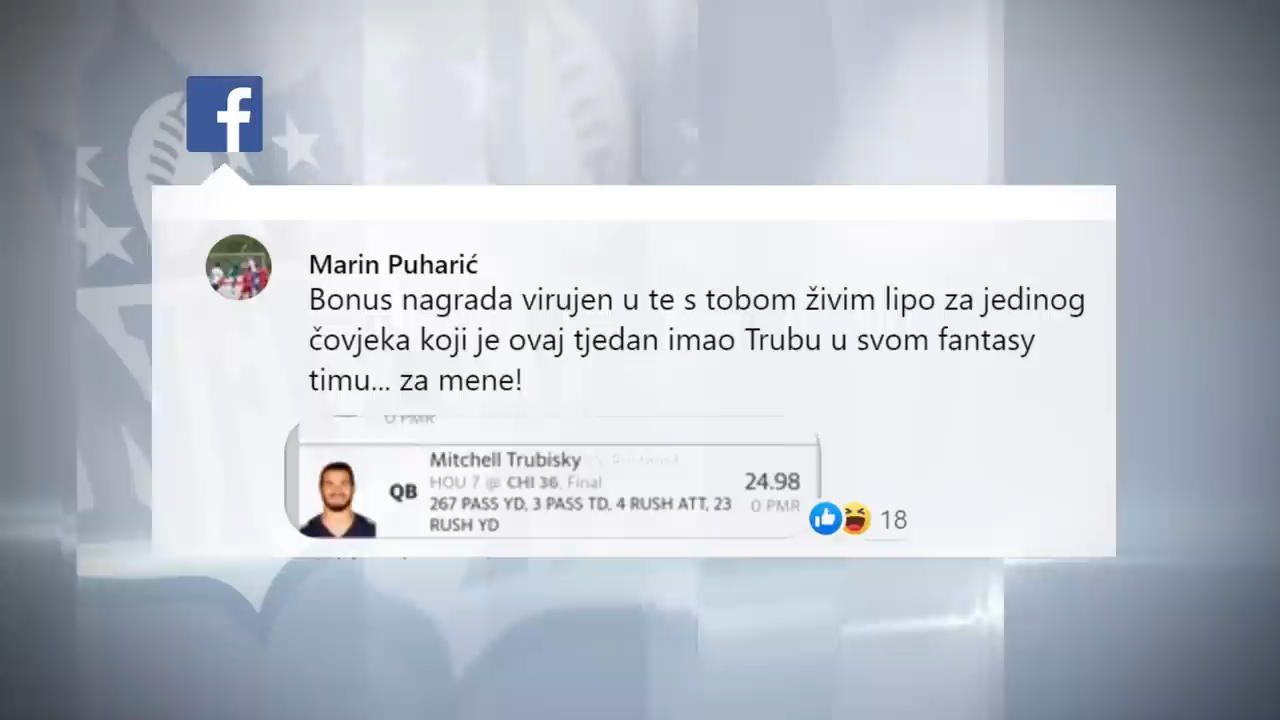 f
Marin Puharić
Bonus nagrada virujen u te s tobom živim lipo za jedinog
čovjeka koji je ovaj tjedan imao Trubu u svom fantasy
timu... za mene!
0 PMR
Mitchell Trubisky
QB
HOU 7 @ CHI 36, Final
24.98
267 PASS YD, 3 PASS TD, 4 RUSH ATT, 23
0 PMR
RUSH YD
18